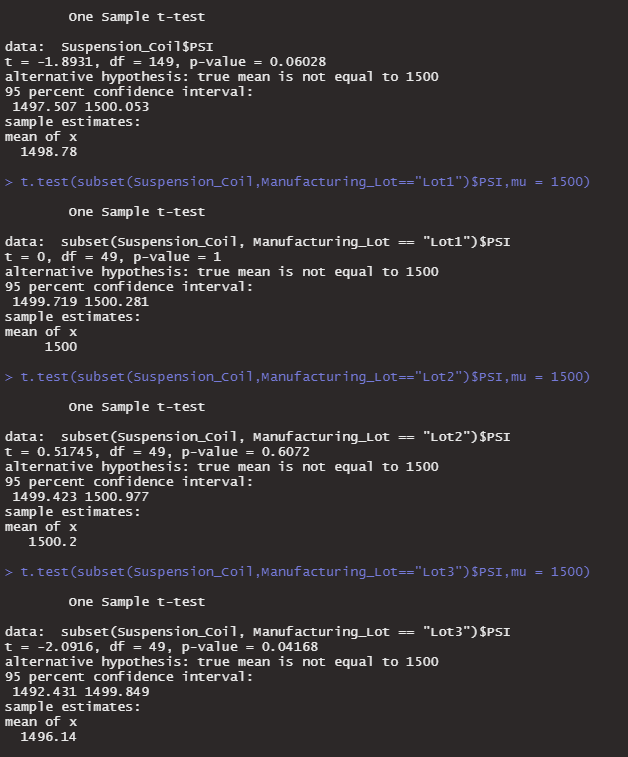 One Sample t-test
data:  Suspension_Coil$PSI
t = -1.8931, df = 149, p-value = 0.06028
alternative hypothesis: true mean is not equal to 1500
95 percent confidence interval:
1497.507 1500.053
sample estimates:
mean of x
1498.78
> t.test(subset(Suspension_Coil,Manufacturing_Lot=="Lot1")$PSI,mu = 1500)
One Sample t-test
data:  subset(Suspension_Coil, Manufacturing_Lot == "Lot1")$PSI
t = 0, df = 49, p-value = 1
alternative hypothesis: true mean is not equal to 1500
95 percent confidence interval:
1499.719 1500.281
sample estimates:
mean of x
1500
> t.test(subset(Suspension_Coil,Manufacturing_Lot=="Lot2")$PSI,mu = 1500)
One Sample t-test
data:  subset(Suspension_Coil, Manufacturing_Lot == "Lot2")$PSI
t = 0.51745, df = 49, p-value = 0.6072
alternative hypothesis: true mean is not equal to 1500
95 percent confidence interval:
1499.423 1500.977
sample estimates:
mean of x
1500.2
> t.test(subset(Suspension_Coil,Manufacturing_Lot=="Lot3")$PSI,mu = 1500)
One Sample t-test
data:  subset(Suspension_Coil, Manufacturing_Lot == "Lot3")$PSI
t = -2.0916, df = 49, p-value = 0.04168
alternative hypothesis: true mean is not equal to 1500
95 percent confidence interval:
1492.431 1499.849
sample estimates:
mean of x
1496.14